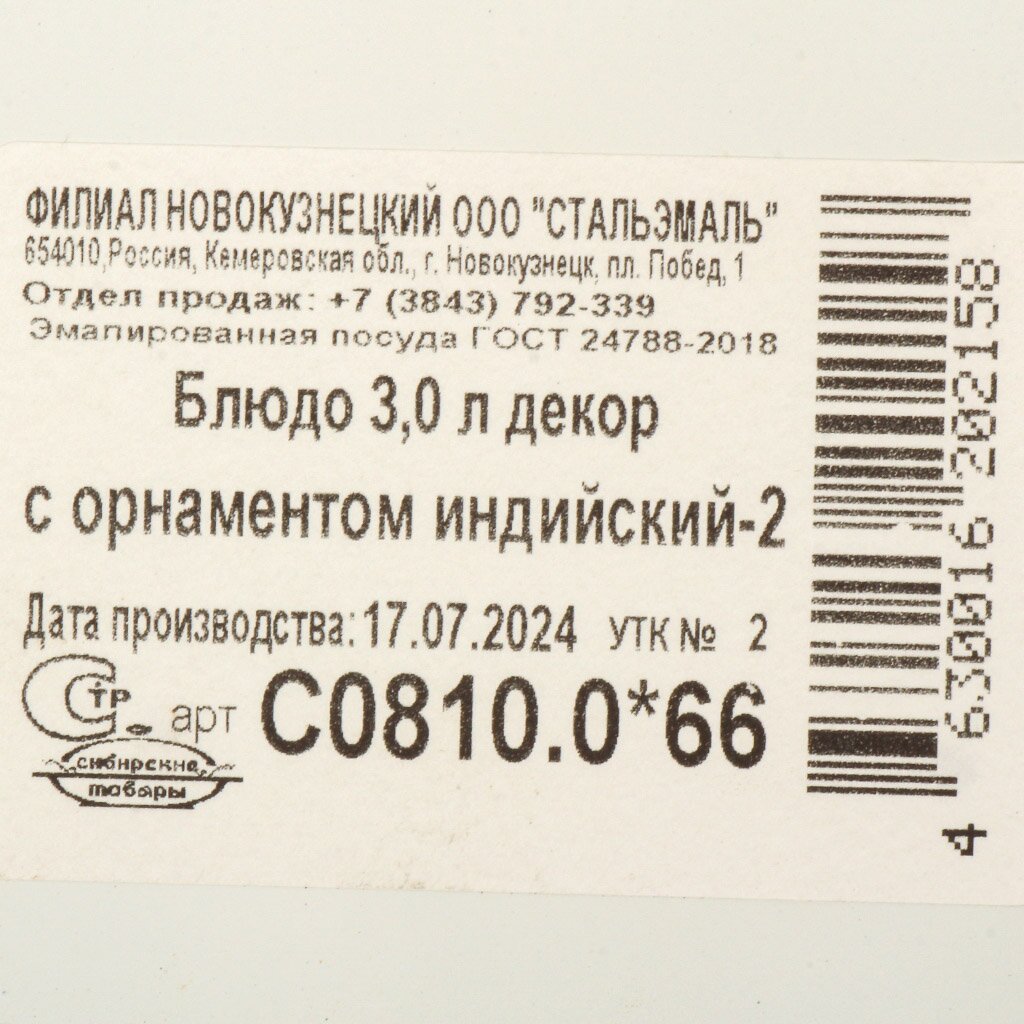 ФИЛИАЛ НОВОКУЗНЕЦКИЙ ООО "СТАЛЬЭМАЛЬ"
654010,Россия, Кемеровская обл., г. Новокузнецк, пл. Побед, 1
Отдел продаж: +7 (3843) 792-339
Эмалированная посуда ГОСТ 24788-2018
Блюдо 3,0 л декор
с орнаментом индийский-2
Дата производства: 17.07.2024 УТК № 2
Стр.
арт С0810.0*66
сибирские
товары
4 630016 202158